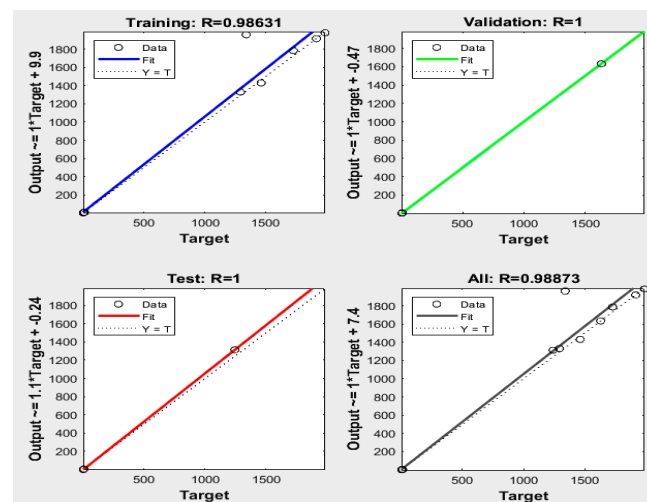 Training: R=0.98631
Output ~= 1*Target + 9.9
1800
1600
1400
1200
1000
800
600
400
200
Data
Fit
Y = T
500
1000
1500
Target
Validation: R=1
Output ~= 1*Target + -0.47
1800
1600
1400
1200
1000
800
600
400
200
Data
Fit
Y = T
500
1000
1500
Target
Test: R=1
Output ~= 1.1*Target + -0.24
1800
1600
1400
1200
1000
800
600
400
200
Data
Fit
Y = T
500
1000
1500
Target
All: R=0.98873
Output ~= 1*Target + 7.4
1800
1600
1400
1200
1000
800
600
400
200
Data
Fit
Y = T
500
1000
1500
Target